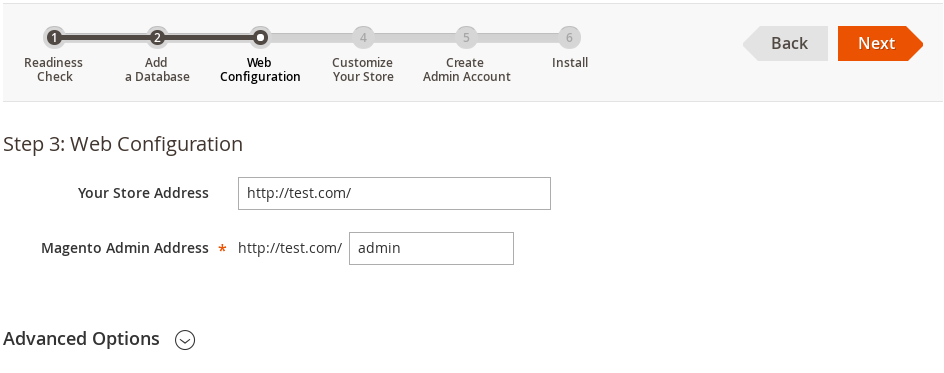 1 2 4 5 6
Readiness Check
Add a Database
Web Configuration
Customize Your Store
Create Admin Account
Install
Back
Next
Step 3: Web Configuration
Your Store Address http://test.com/
Magento Admin Address * http://test.com/ admin
Advanced Options